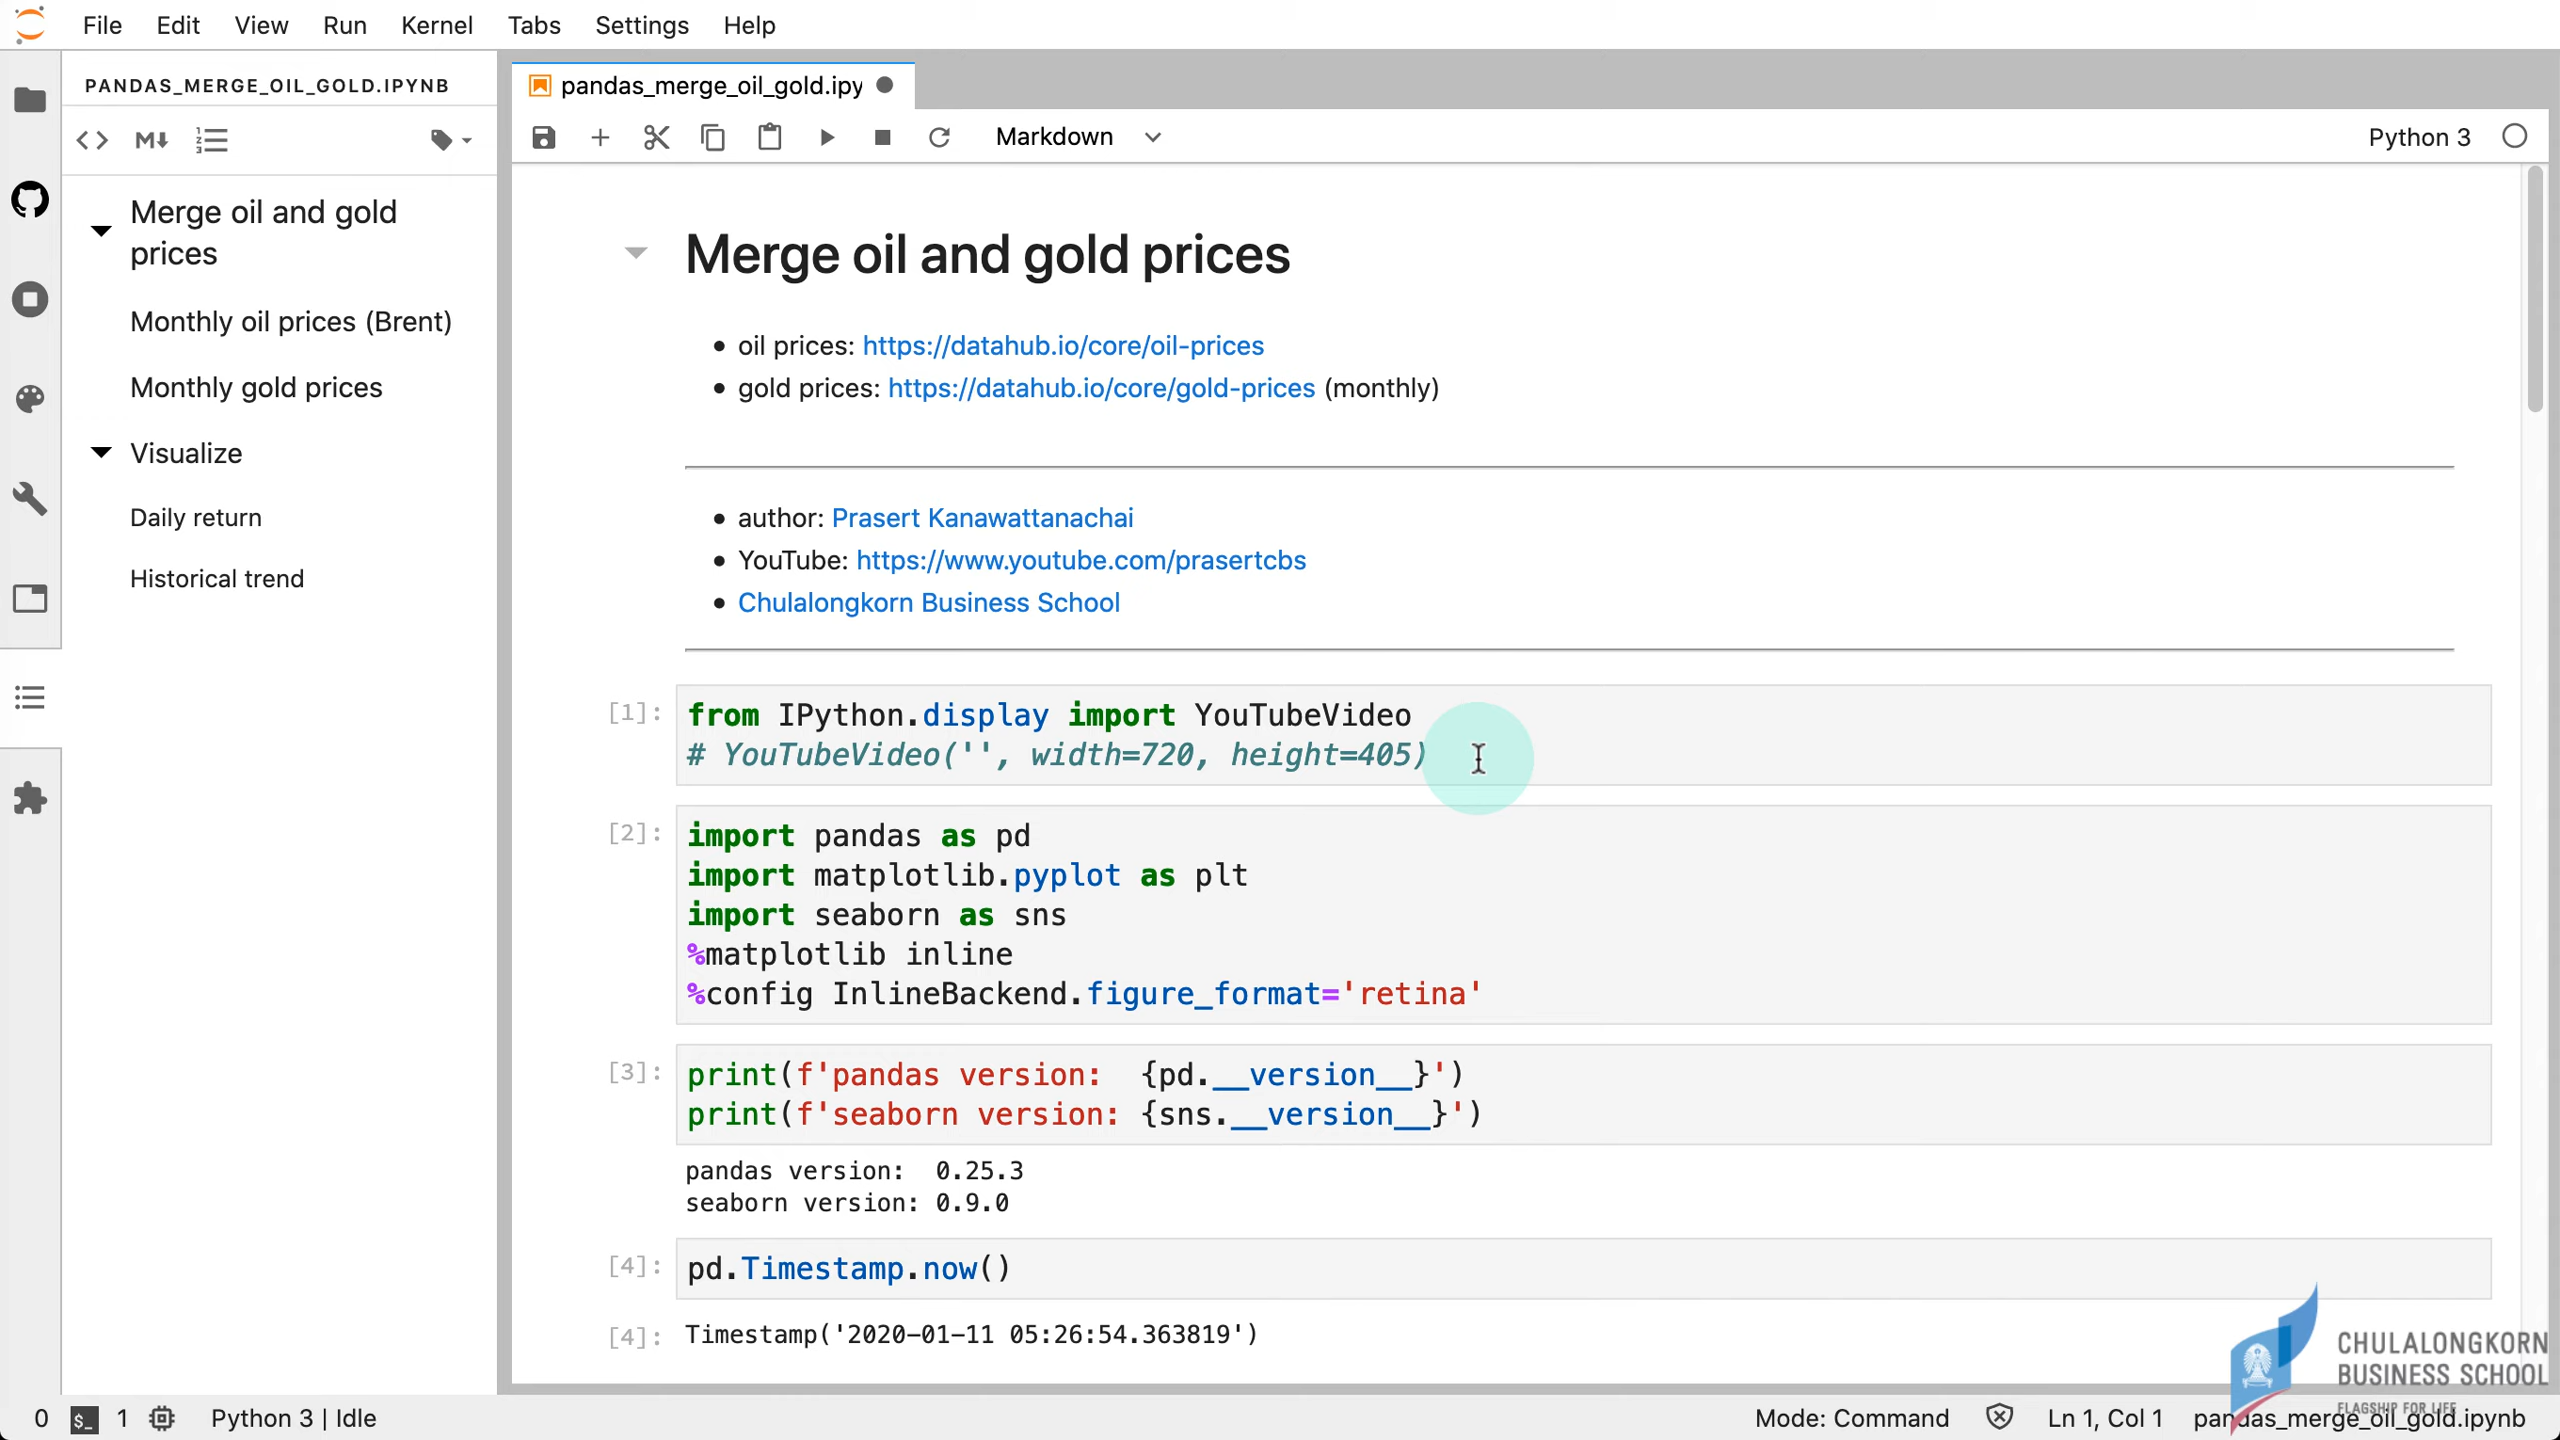 File Edit View Run Kernel Tabs Settings Help
PANDAS_MERGE_OIL_GOLD.IPYNB
Merge oil and gold
prices
Monthly oil prices (Brent)
Monthly gold prices
Visualize
Daily return
Historical trend
pandas_merge_oil_gold.ipy
Markdown
Python 3
Merge oil and gold prices
• oil prices: https://datahub.io/core/oil-prices
• gold prices: https://datahub.io/core/gold-prices (monthly)
• author: Prasert Kanawattanachai
• YouTube: https://www.youtube.com/prasertcbs
• Chulalongkorn Business School
[1]: from IPython.display import YouTubeVideo
# YouTubeVideo('', width=720, height=405)
[2]: import pandas as pd
import matplotlib.pyplot as plt
import seaborn as sns
%matplotlib inline
%config InlineBackend.figure_format='retina'
[3]: print(f'pandas version:  {pd.__version__}')
print(f'seaborn version: {sns.__version__}')
pandas version:  0.25.3
seaborn version: 0.9.0
[4]: pd.Timestamp.now()
[4]: Timestamp('2020-01-11 05:26:54.363819')
CHULALONGKORN
BUSINESS SCHOOL
FLAGSHIP FOR LIFE
0 $_ 1 Python 3 | Idle
Mode: Command Ln 1, Col 1 pandas_merge_oil_gold.ipynb